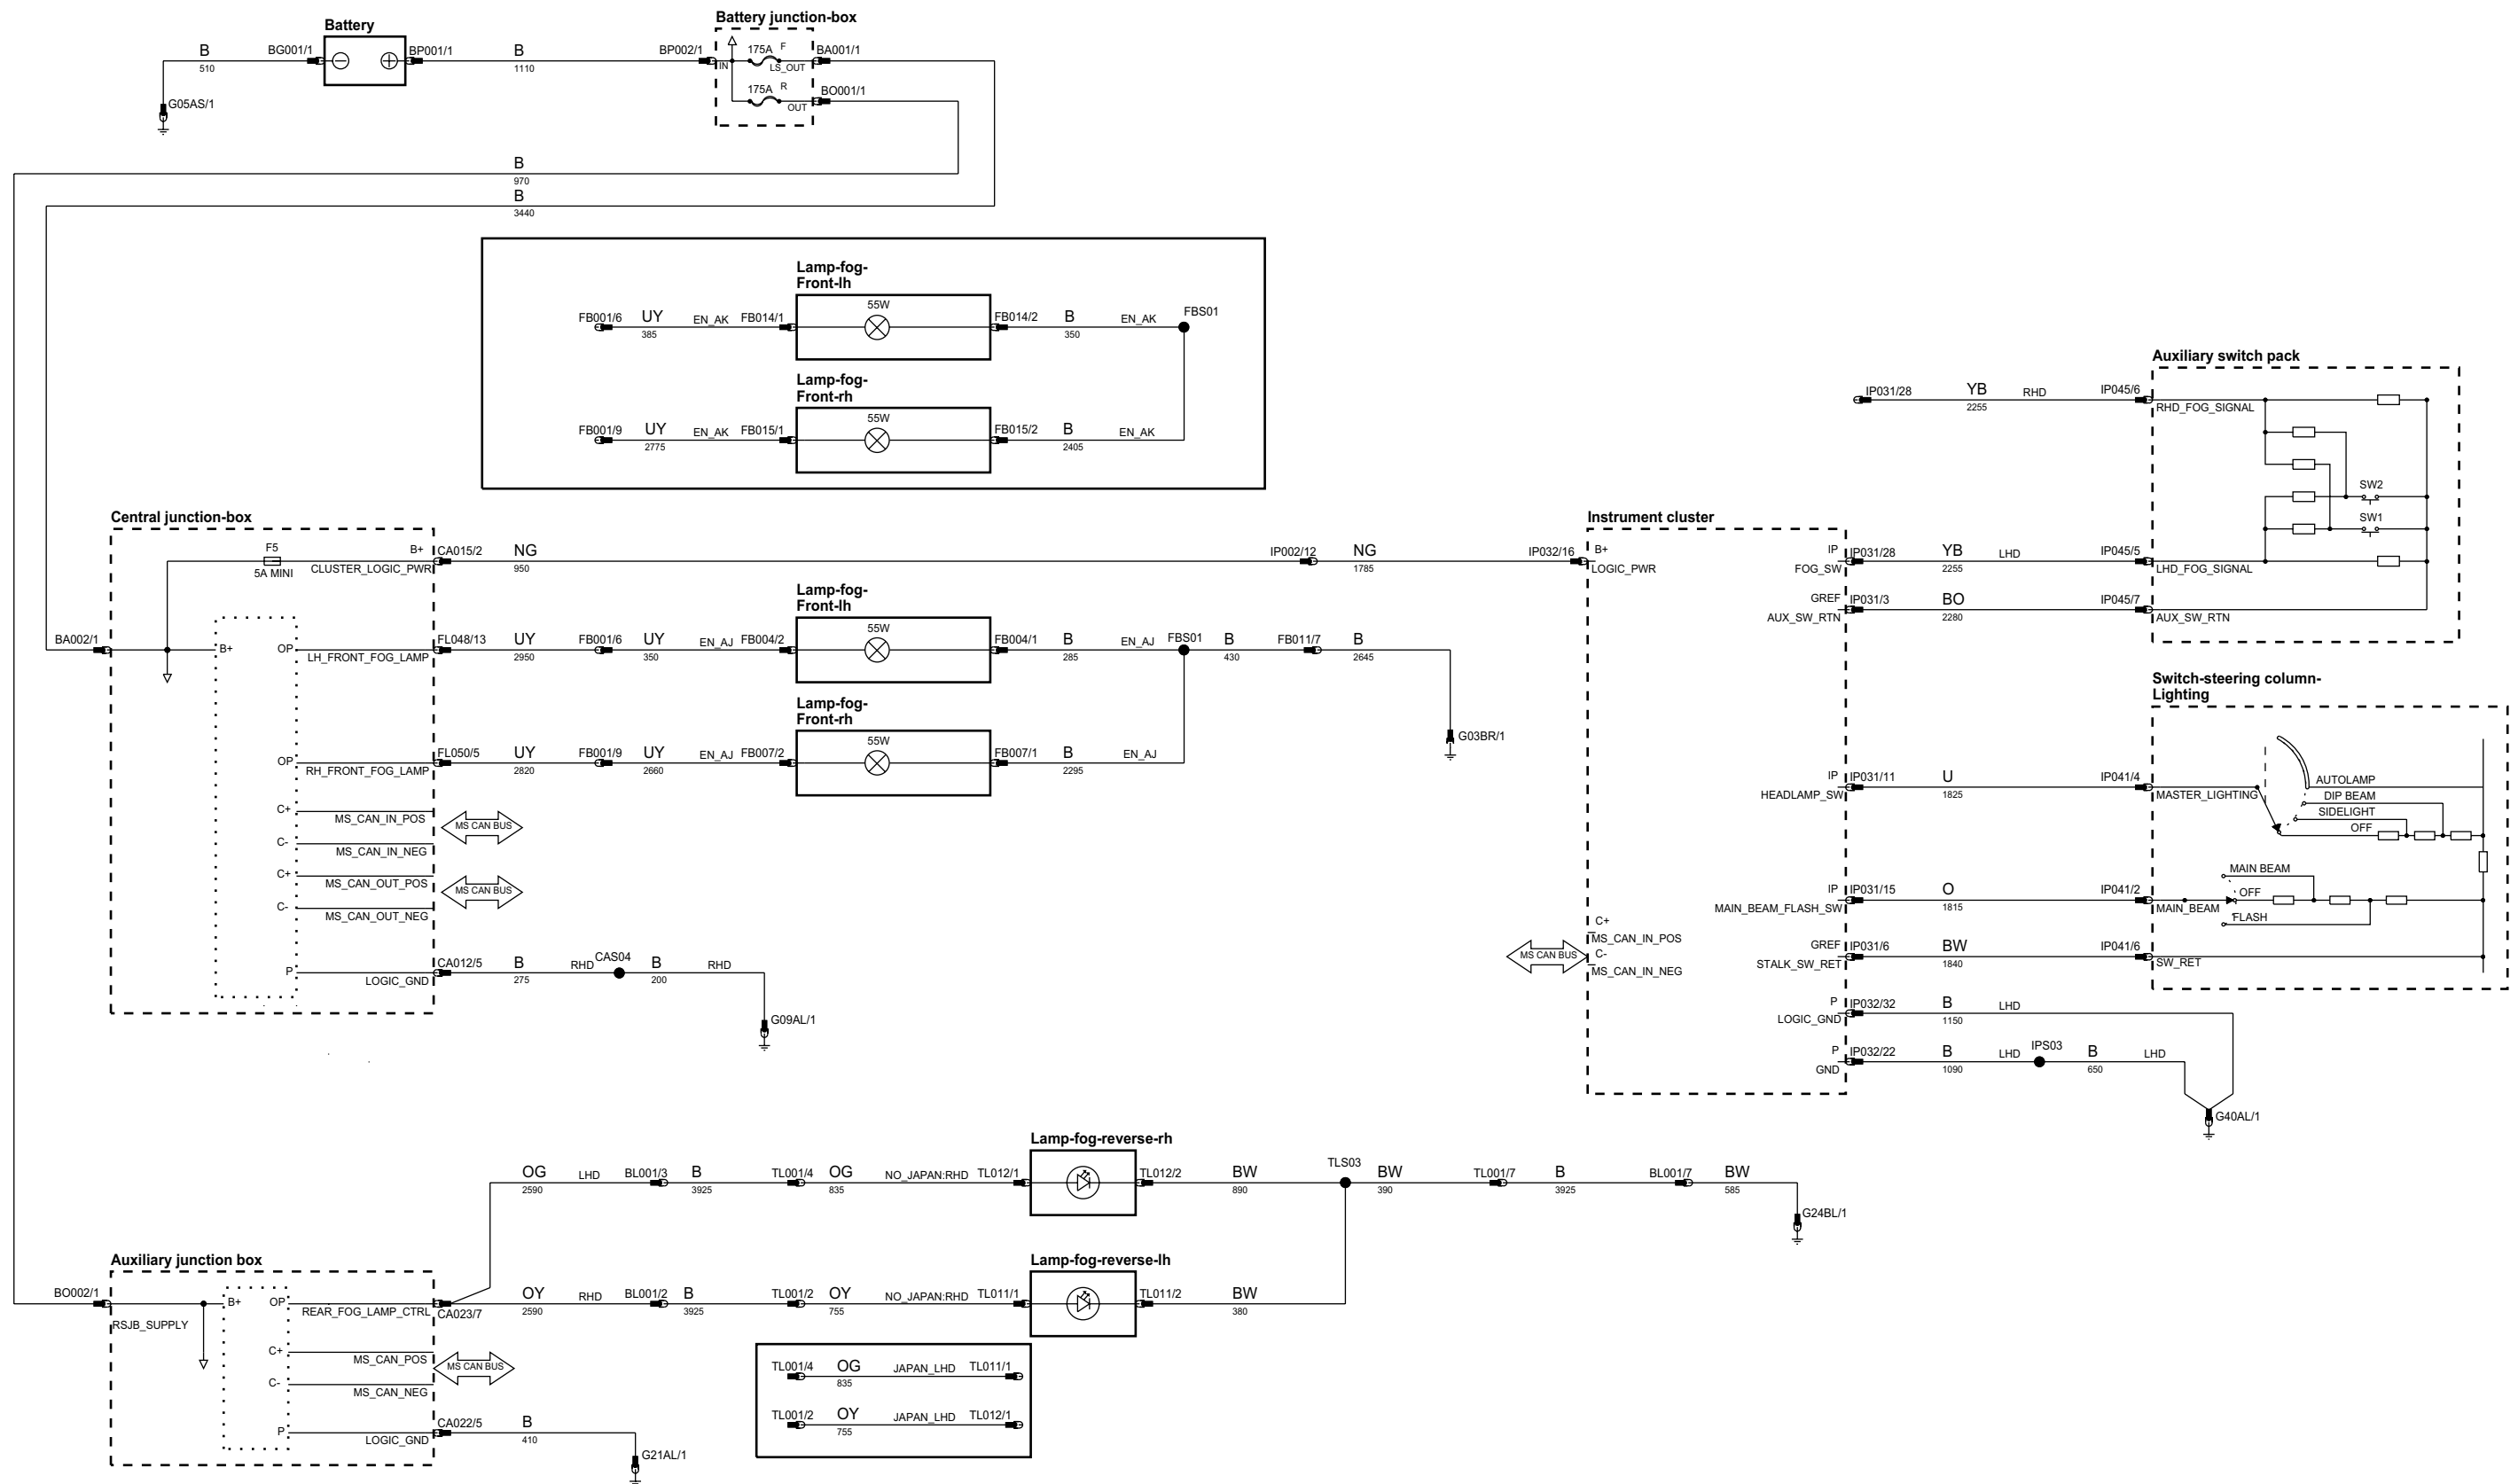 Battery
Battery junction-box
B
510
BG001/1
BP001/1
B
1110
BP002/1
IN
175A F
LS_OUT
BA001/1
175A R
OUT
BO001/1
G05AS/1
B
970
B
3440
Lamp-fog-
Front-lh
55W
FB001/6
UY
385
EN_AK
FB014/1
FB014/2
B
350
EN_AK
FBS01
Lamp-fog-
Front-rh
55W
FB001/9
UY
2775
EN_AK
FB015/1
FB015/2
B
2405
EN_AK
Auxiliary switch pack
IP031/28
YB
2255
RHD
IP045/6
RHD_FOG_SIGNAL
SW2
SW1
IP
IP031/28
FOG_SW
YB
2255
LHD
IP045/5
LHD_FOG_SIGNAL
GREF
IP031/3
AUX_SW_RTN
BO
2280
IP045/7
AUX_SW_RTN
Central junction-box
F5
5A MINI
B+
CLUSTER_LOGIC_PWR
CA015/2
NG
950
IP002/12
NG
1785
IP032/16
Instrument cluster
B+
LOGIC_PWR
BA002/1
B+
OP
LH_FRONT_FOG_LAMP
FL048/13
UY
2950
FB001/6
UY
350
EN_AJ
FB004/2
Lamp-fog-
Front-lh
55W
FB004/1
B
285
EN_AJ
FBS01
B
430
FB011/7
B
2645
G03BR/1
OP
RH_FRONT_FOG_LAMP
FL050/5
UY
2820
FB001/9
UY
2660
EN_AJ
FB007/2
Lamp-fog-
Front-rh
55W
FB007/1
B
2295
EN_AJ
C+
MS_CAN_IN_POS
C-
MS_CAN_IN_NEG
MS CAN BUS
C+
MS_CAN_OUT_POS
C-
MS_CAN_OUT_NEG
MS CAN BUS
P
LOGIC_GND
CA012/5
B
275
RHD
CAS04
B
200
RHD
G09AL/1
Switch-steering column-
Lighting
IP
IP031/11
HEADLAMP_SW
U
1825
IP041/4
MASTER_LIGHTING
AUTOLAMP
DIP BEAM
SIDELIGHT
OFF
IP
IP031/15
MAIN_BEAM_FLASH_SW
O
1815
IP041/2
MAIN_BEAM
MAIN BEAM
OFF
FLASH
C+
MS_CAN_IN_POS
C-
MS_CAN_IN_NEG
MS CAN BUS
GREF
IP031/6
STALK_SW_RET
BW
1840
IP041/6
SW_RET
P
IP032/32
LOGIC_GND
B
1150
LHD
P
IP032/22
GND
B
1090
LHD
IPS03
B
650
LHD
G40AL/1
OG
2590
LHD
BL001/3
B
3925
TL001/4
OG
835
NO_JAPAN:RHD
TL012/1
Lamp-fog-reverse-rh
TL012/2
BW
890
TLS03
BW
390
TL001/7
B
3925
BL001/7
BW
585
G24BL/1
Auxiliary junction box
BO002/1
RSJB_SUPPLY
B+
OP
REAR_FOG_LAMP_CTRL
CA023/7
OY
2590
RHD
BL001/2
B
3925
TL001/2
OY
755
NO_JAPAN:RHD
TL011/1
Lamp-fog-reverse-lh
TL011/2
BW
380
C+
MS_CAN_POS
C-
MS_CAN_NEG
MS CAN BUS
TL001/4
OG
835
JAPAN_LHD
TL011/1
TL001/2
OY
755
JAPAN_LHD
TL012/1
P
LOGIC_GND
CA022/5
B
410
G21AL/1